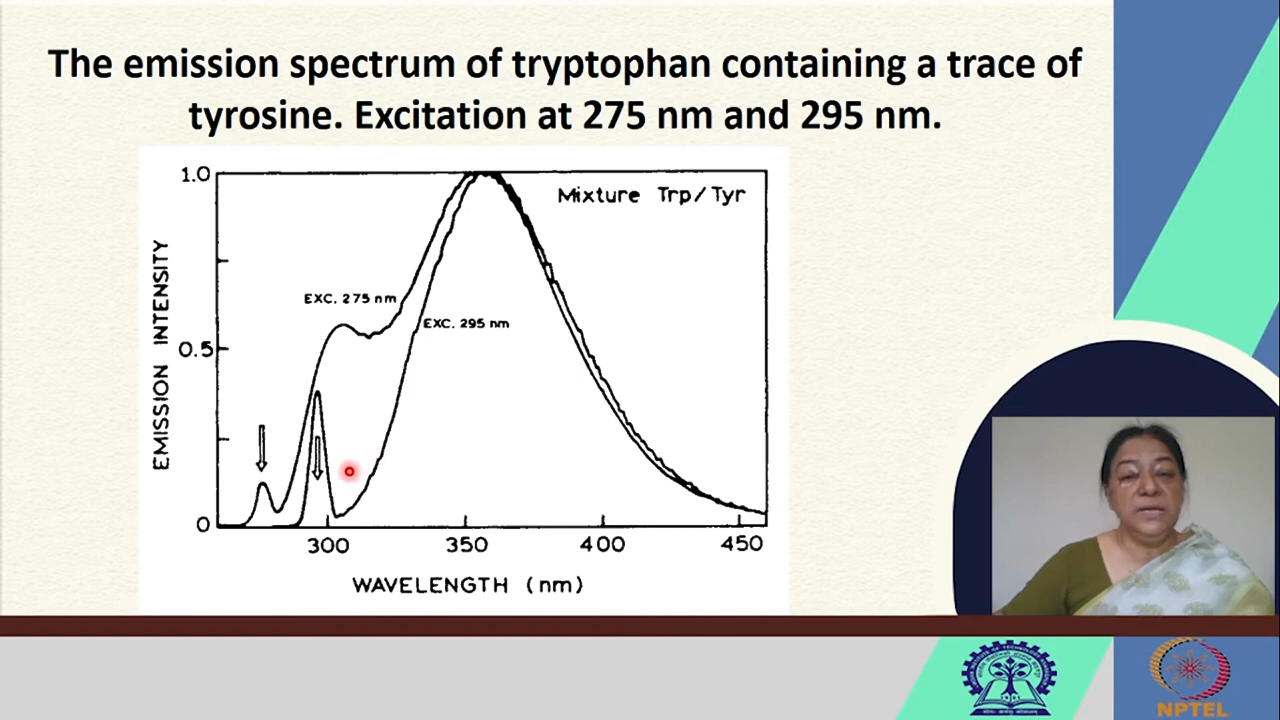 The emission spectrum of tryptophan containing a trace of
tyrosine. Excitation at 275 nm and 295 nm.
1.0
Mixture Trp/Tyr
EXC. 275 nm
EXC. 295 nm
0.5
0
EMISSION INTENSITY
300
350
400
450
WAVELENGTH (nm)
NPTEL